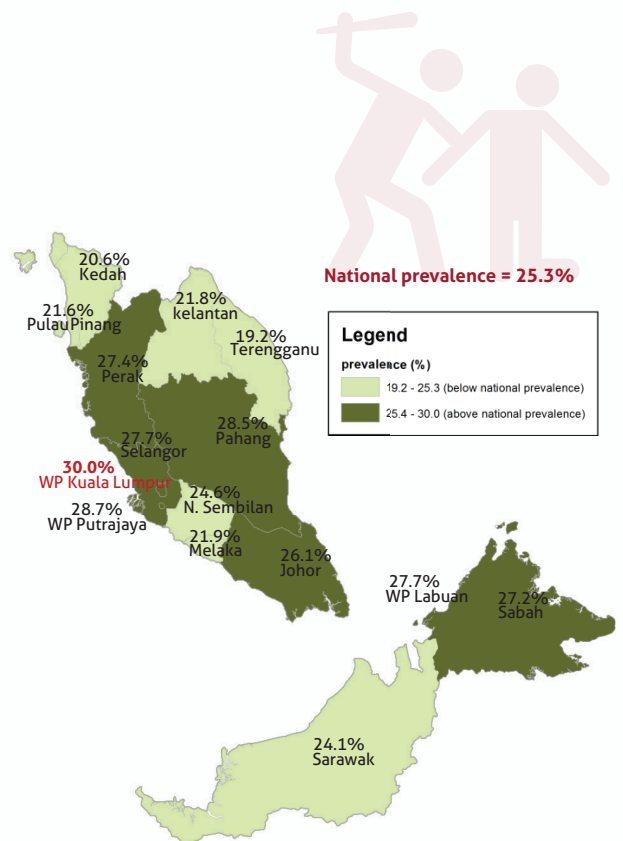 20.6%
Kedah
National prevalence = 25.3%
21.6%
PulauPinang
21.8%
kelantan
19.2%
Terengganu
Legend
prevalence (%)
19.2 - 25.3 (below national prevalence)
25.4 - 30.0 (above national prevalence)
27.4%
Perak
28.5%
Pahang
27.7%
Selangor
30.0%
WP Kuala Lumpur
28.7%
WP Putrajaya
24.6%
N. Sembilan
21.9%
Melaka
26.1%
Johor
27.7%
WP Labuan
27.2%
Sabah
24.1%
Sarawak